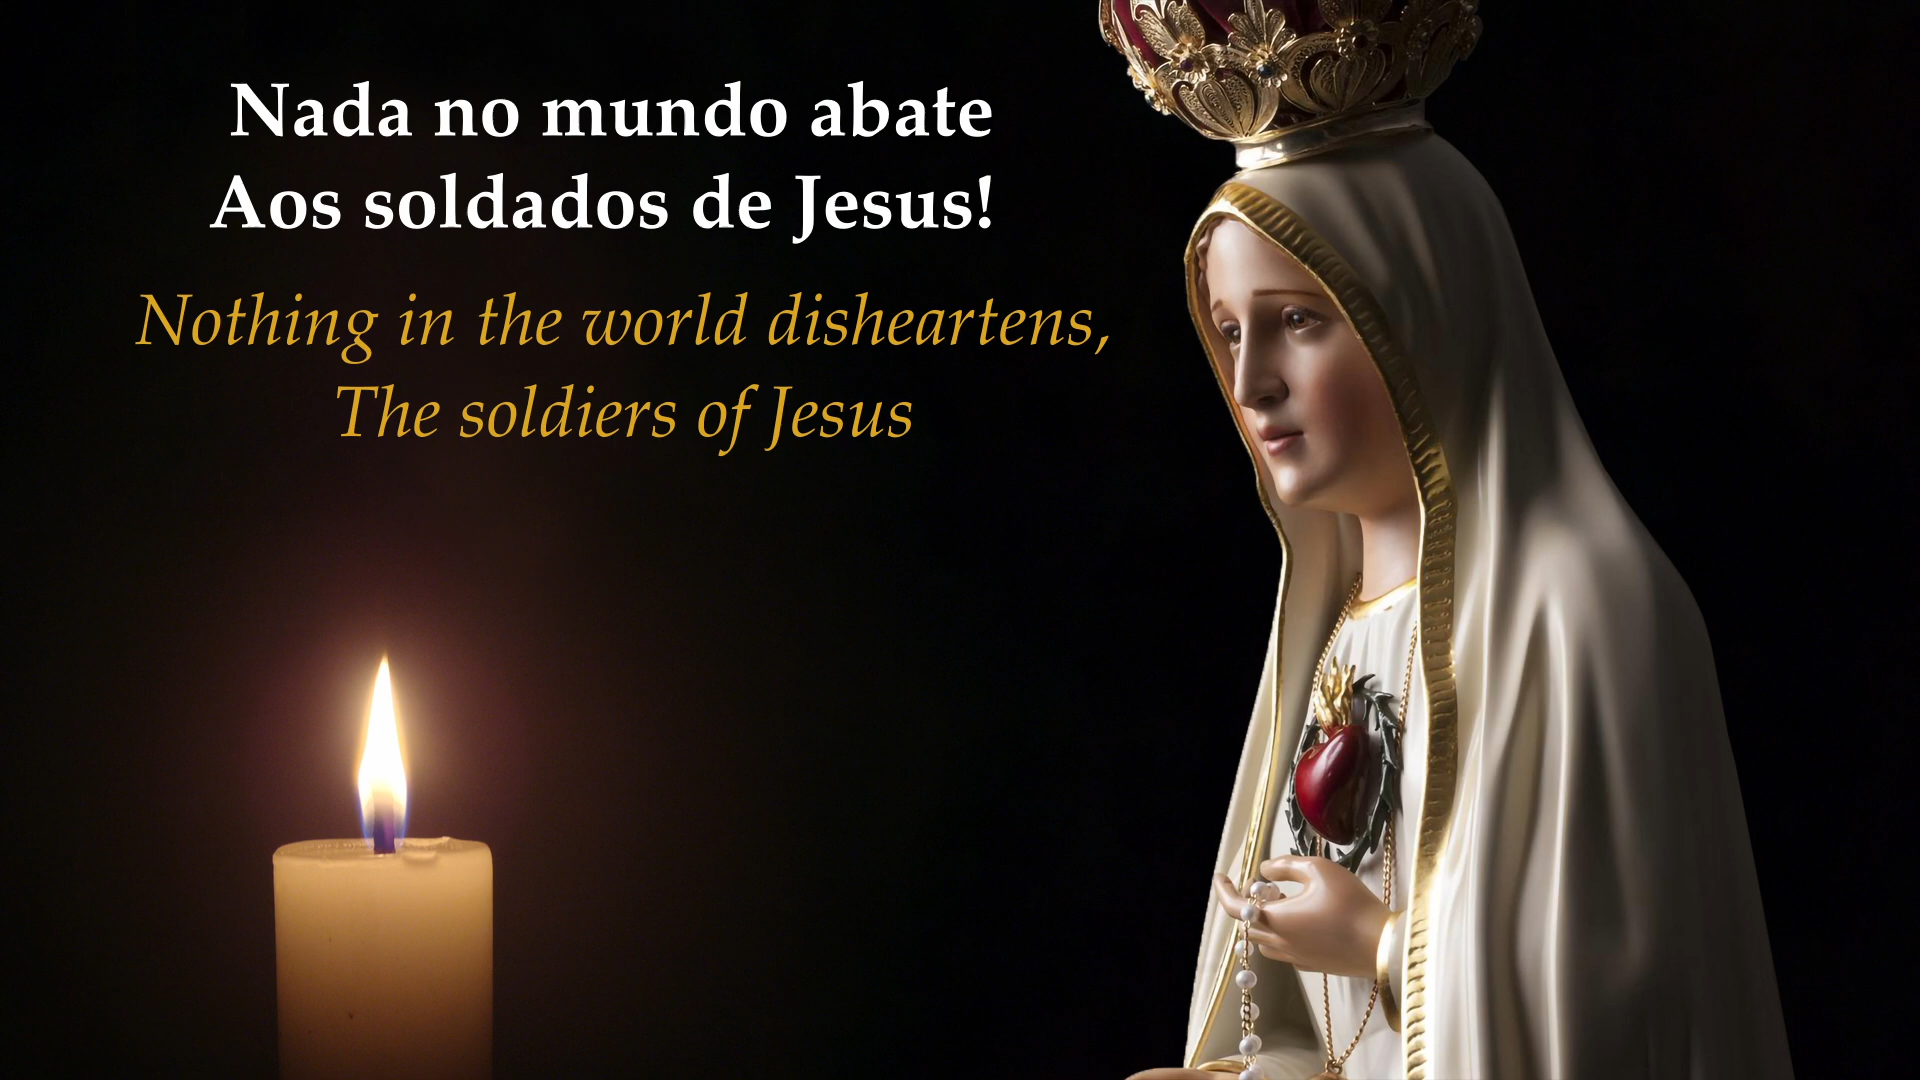 Nada no mundo abate
Aos soldados de Jesus!
Nothing in the world disheartens,
The soldiers of Jesus